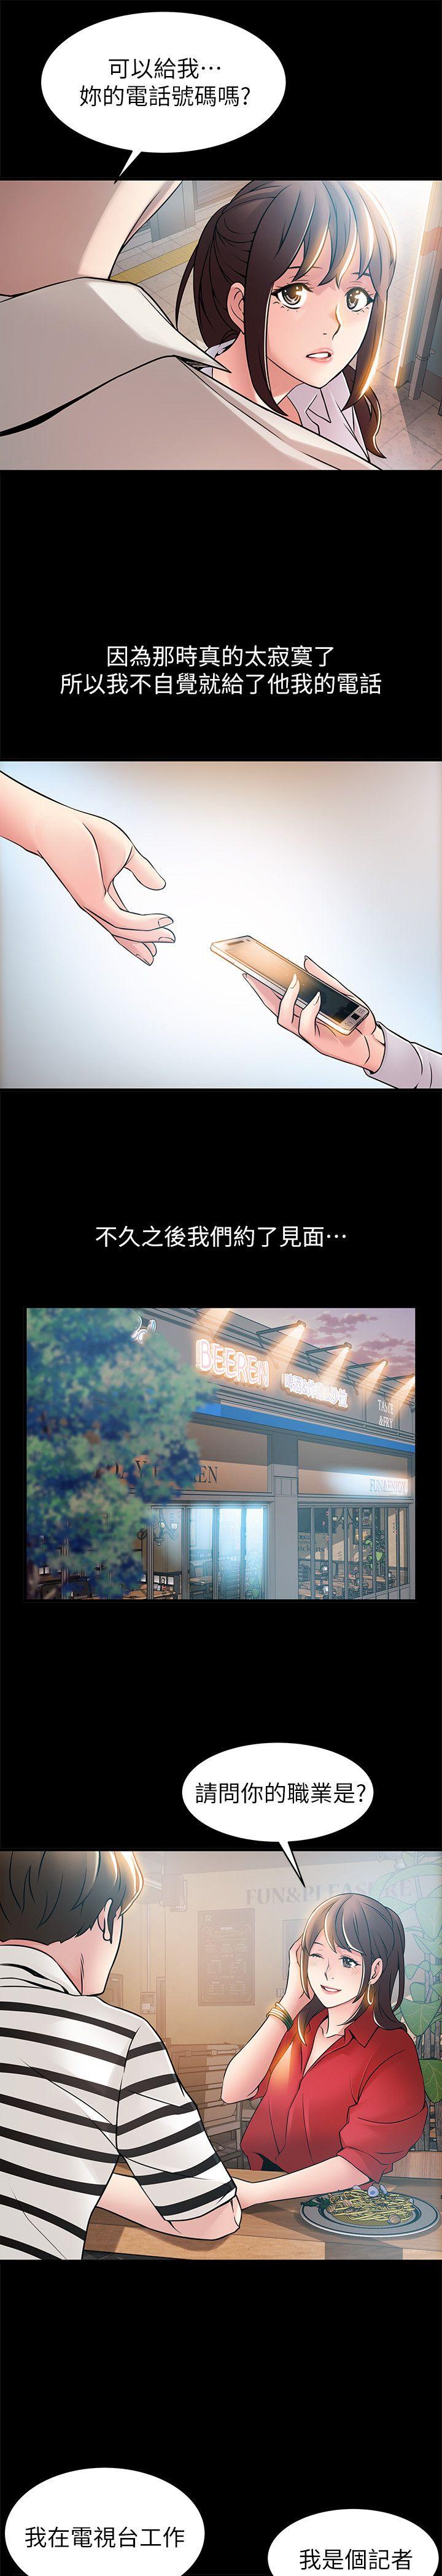 可以給我…
妳的電話號碼嗎?
因為那時真的太寂寞了
所以我不自覺就給了他我的電話
不久之後我們約了見面…
BEEREN
TASTE
&FRY
請問你的職業是?
FUN&PLEASURE
我在電視台工作
我是個記者